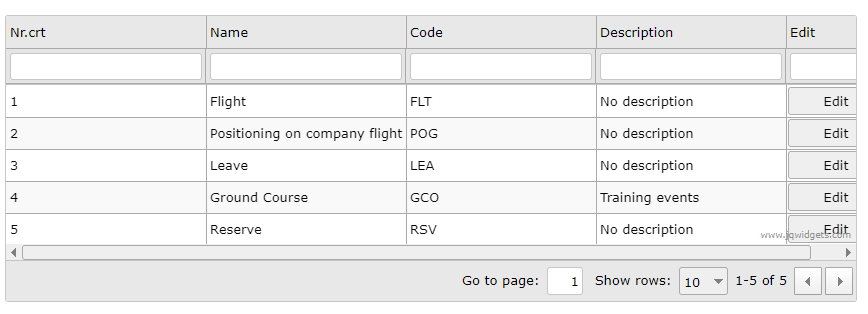 Nr.crt Name Code Description Edit
1 Flight FLT No description Edit
2 Positioning on company flight POG No description Edit
3 Leave LEA No description Edit
4 Ground Course GCO Training events Edit
5 Reserve RSV No description Edit
www.jqwidgets.com
Go to page: 1 Show rows: 10 1-5 of 5